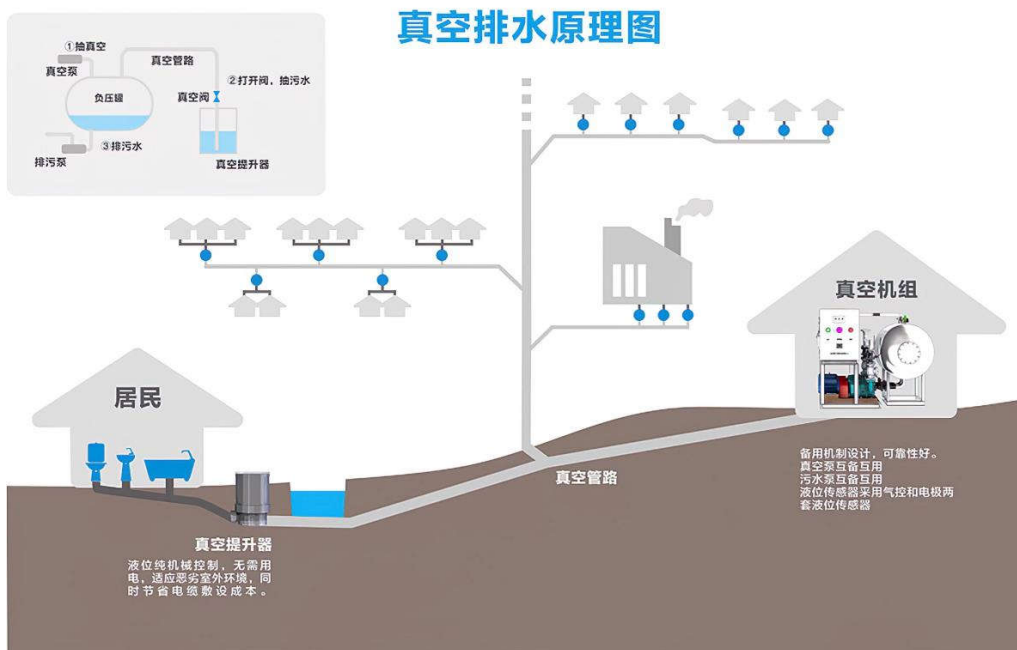 真空排水原理图
①抽真空
真空泵
真空管路
②打开阀，抽污水
负压罐
真空阀
③排污水
排污泵
真空提升器
真空机组
居民
备用机制设计，可靠性好。
真空泵互备互用
污水泵互备互用
液位传感器采用气控和电极两
套液位传感器
真空管路
真空提升器
液位纯机械控制，无需用
电，适应恶劣室外环境，同
时节省电缆敷设成本。